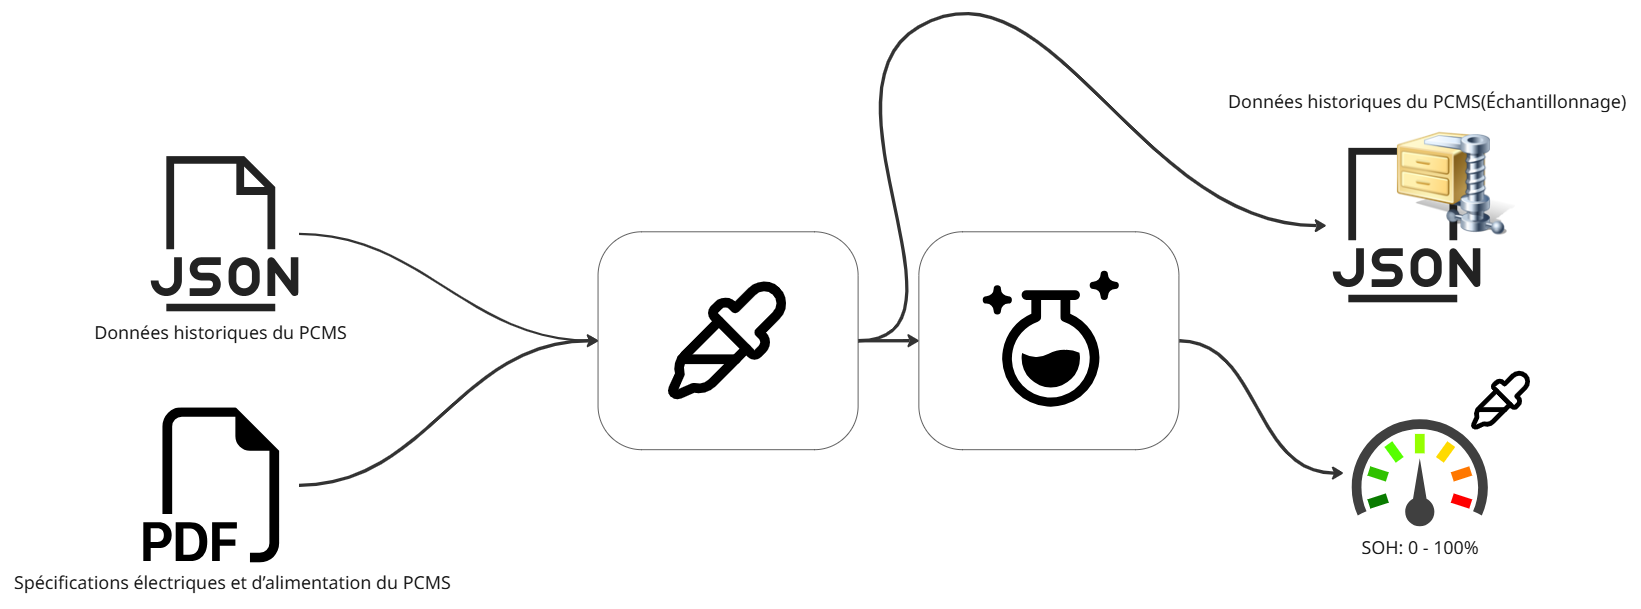 Données historiques du PCMS(Échantillonnage)
JSON
JSON
Données historiques du PCMS
PDF
Spécifications électriques et d’alimentation du PCMS
SOH: 0 - 100%